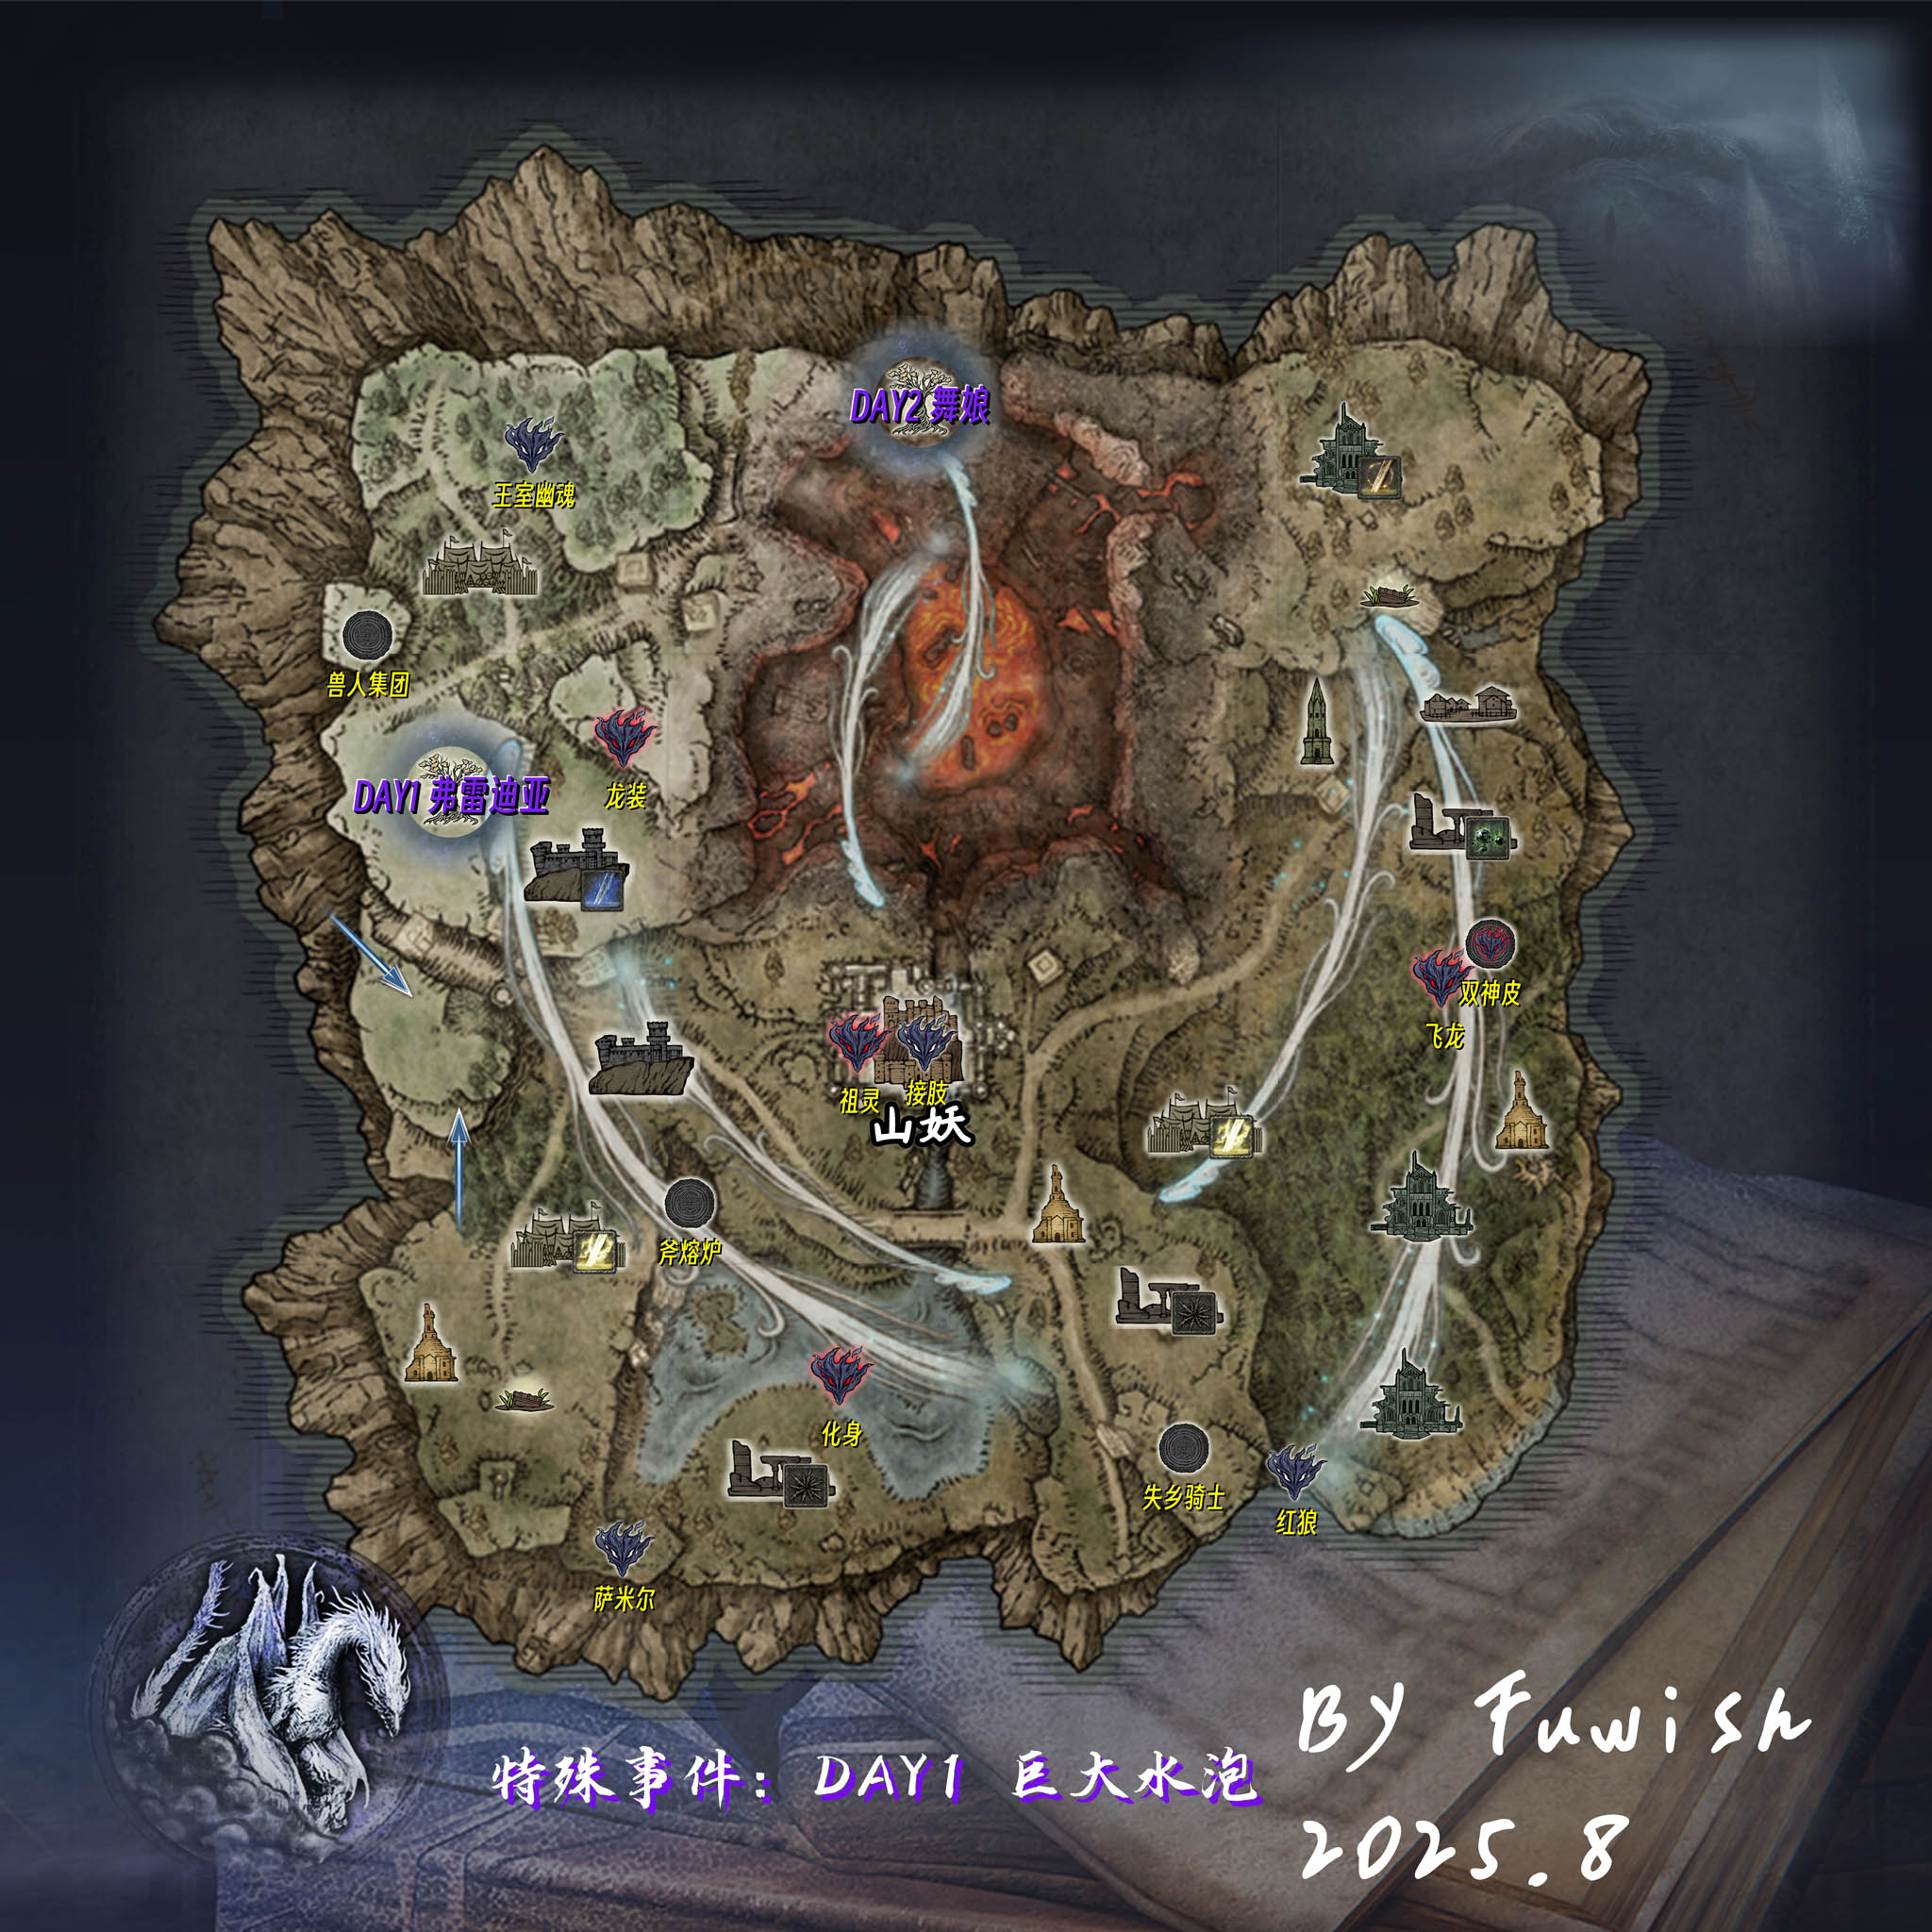 DAY2 舞娘
王室幽魂
兽人集团
DAY1 弗雷迪亚
龙装
双神皮
飞龙
祖灵
接肢
山妖
斧熔炉
化身
失乡骑士
红狼
萨米尔
By Fuwish
特殊事件: DAY1 巨大水泡
2025.8